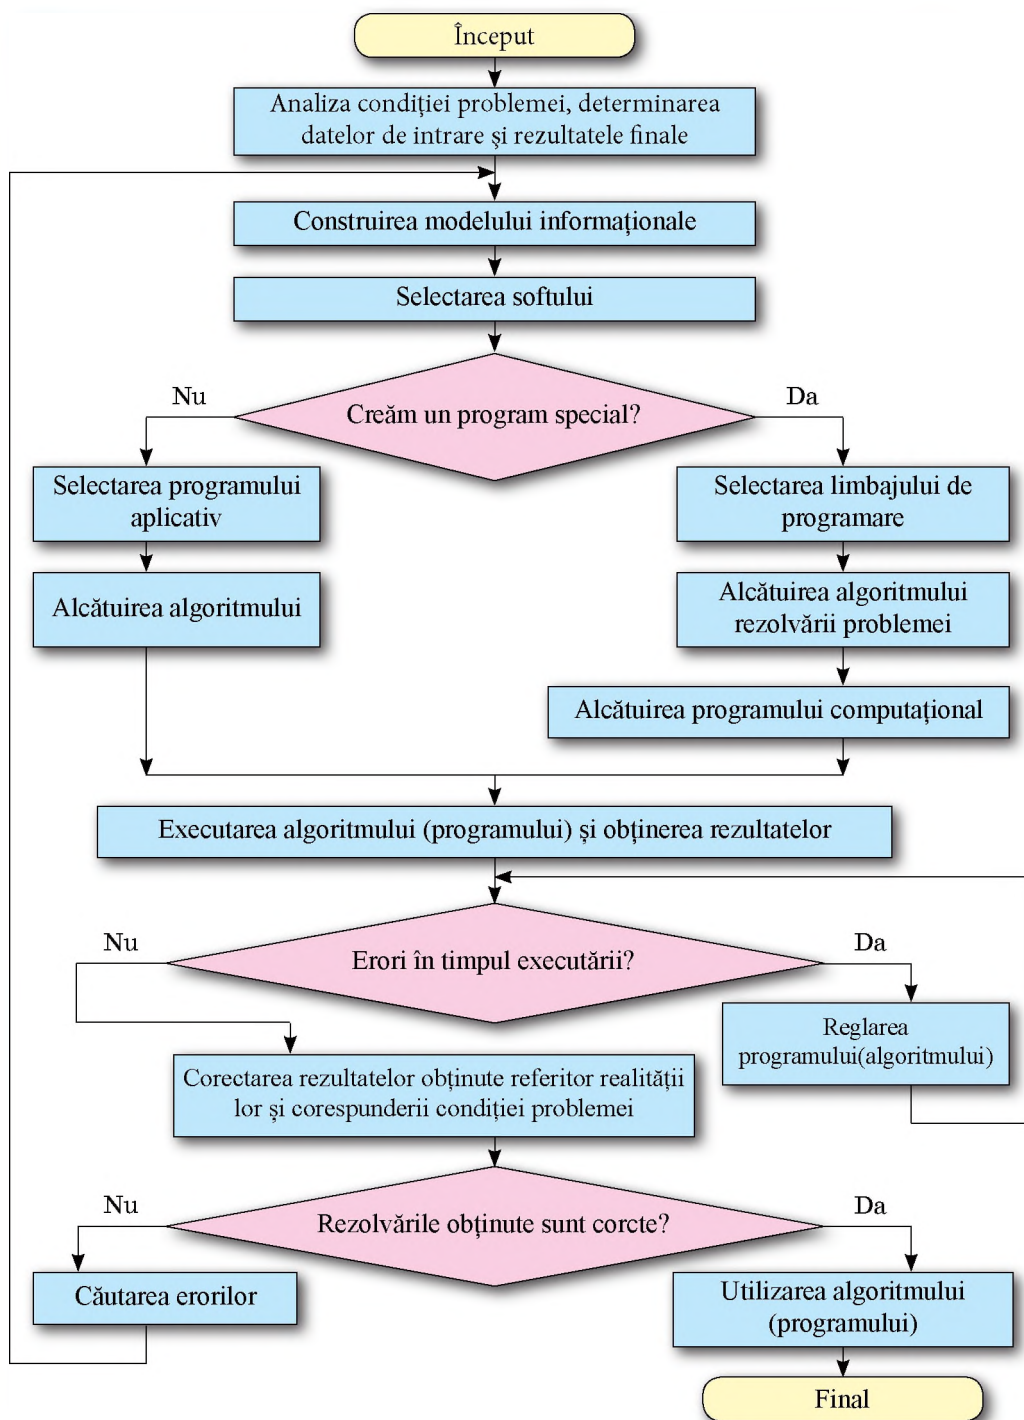 Început
Analiza condiției problemei, determinarea
datelor de intrare și rezultatele finale
Construirea modelului informaționale
Selectarea softului
Nu
Da
Creăm un program special?
Selectarea programului
aplicativ
Selectarea limbajului de
programare
Alcătuirea algoritmului
Alcătuirea algoritmului
rezolvării problemei
Alcătuirea programului computațional
Executarea algoritmului (programului) și obținerea rezultatelor
Nu
Da
Erori în timpul executării?
Reglarea
programului(algoritmului)
Corectarea rezultatelor obținute referitor realității
lor și corespunderii condiției problemei
Nu
Da
Rezolvările obținute sunt corcte?
Căutarea erorilor
Utilizarea algoritmului
(programului)
Final